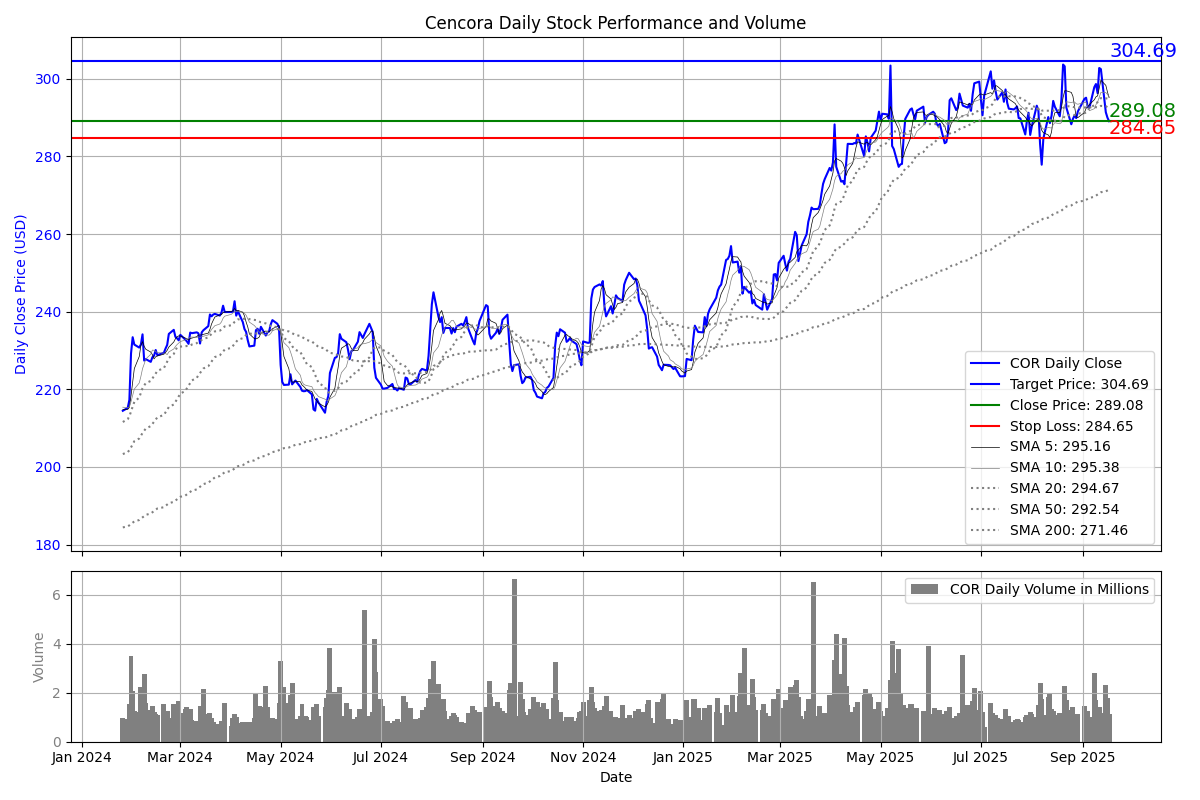 Cencora Daily Stock Performance and Volume
304.69
300
289.08
284.65
280
260
240
220
200
180
Daily Close Price (USD)
COR Daily Close
Target Price: 304.69
Close Price: 289.08
Stop Loss: 284.65
SMA 5: 295.16
SMA 10: 295.38
SMA 20: 294.67
SMA 50: 292.54
SMA 200: 271.46
6
4
2
0
Volume
COR Daily Volume in Millions
Jan 2024 Mar 2024 May 2024 Jul 2024 Sep 2024 Nov 2024 Jan 2025 Mar 2025 May 2025 Jul 2025 Sep 2025
Date